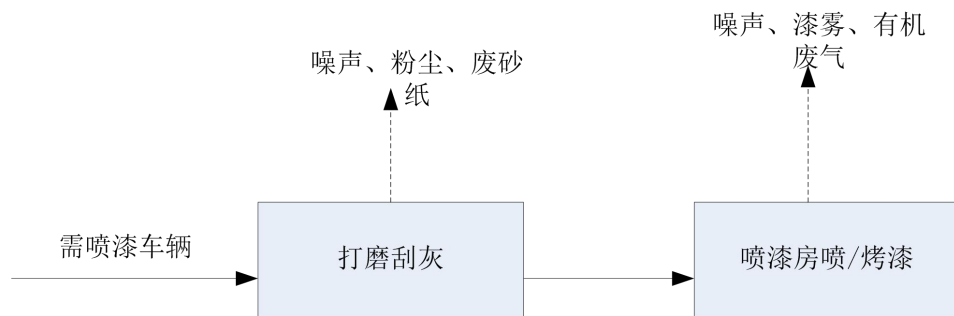 噪声、漆雾、有机
废气
噪声、粉尘、废砂
纸
需喷漆车辆
打磨刮灰
喷漆房喷/烤漆